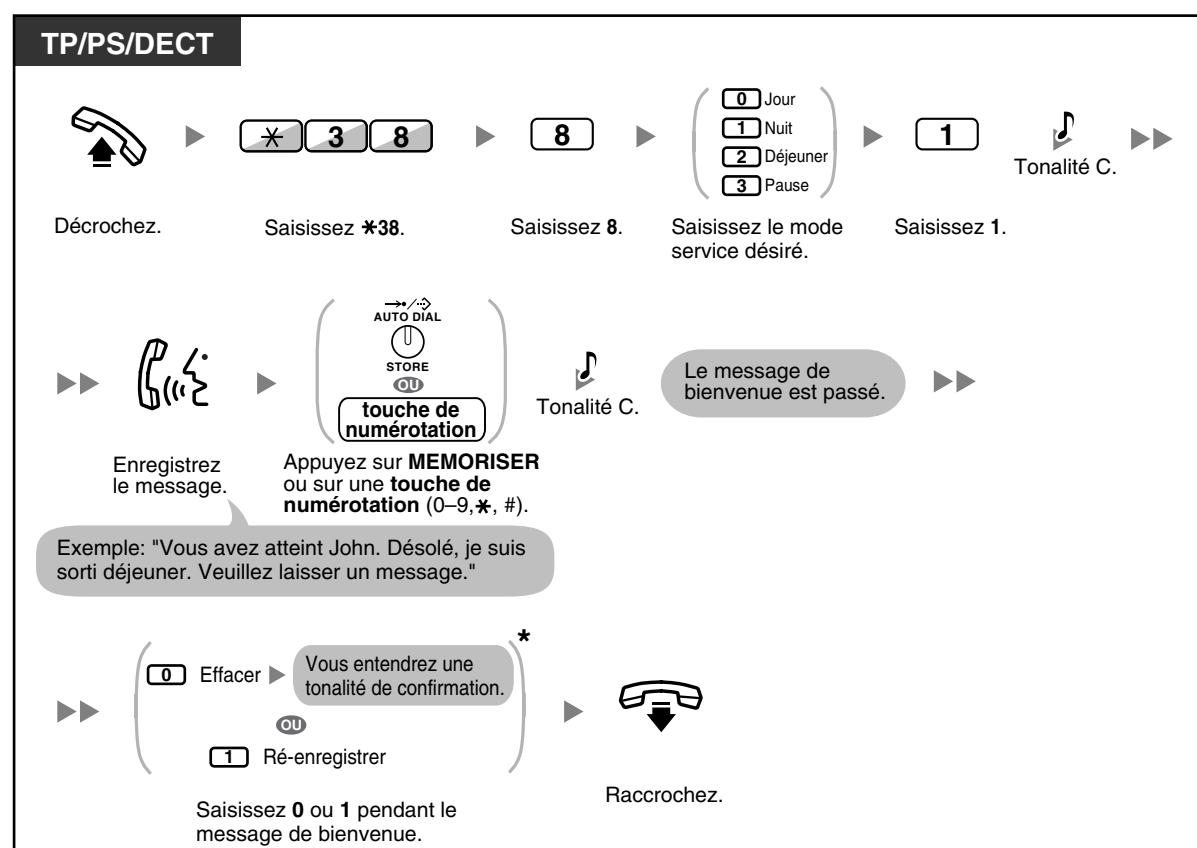 TP/PS/DECT
✳ 3 8
8
0 Jour
1 Nuit
2 Déjeuner
3 Pause
1
Tonalité C.
Décrochez.
Saisissez ✳38.
Saisissez 8.
Saisissez le mode
service désiré.
Saisissez 1.
AUTO DIAL
STORE
OU
touche de
numérotation
Tonalité C.
Le message de
bienvenue est passé.
Enregistrez
le message.
Appuyez sur MEMORISER
ou sur une touche de
numérotation (0–9,✳, #).
Exemple: "Vous avez atteint John. Désolé, je suis
sorti déjeuner. Veuillez laisser un message."
*
0 Effacer
Vous entendrez une
tonalité de confirmation.
OU
1 Ré-enregistrer
Saisissez 0 ou 1 pendant le
message de bienvenue.
Raccrochez.